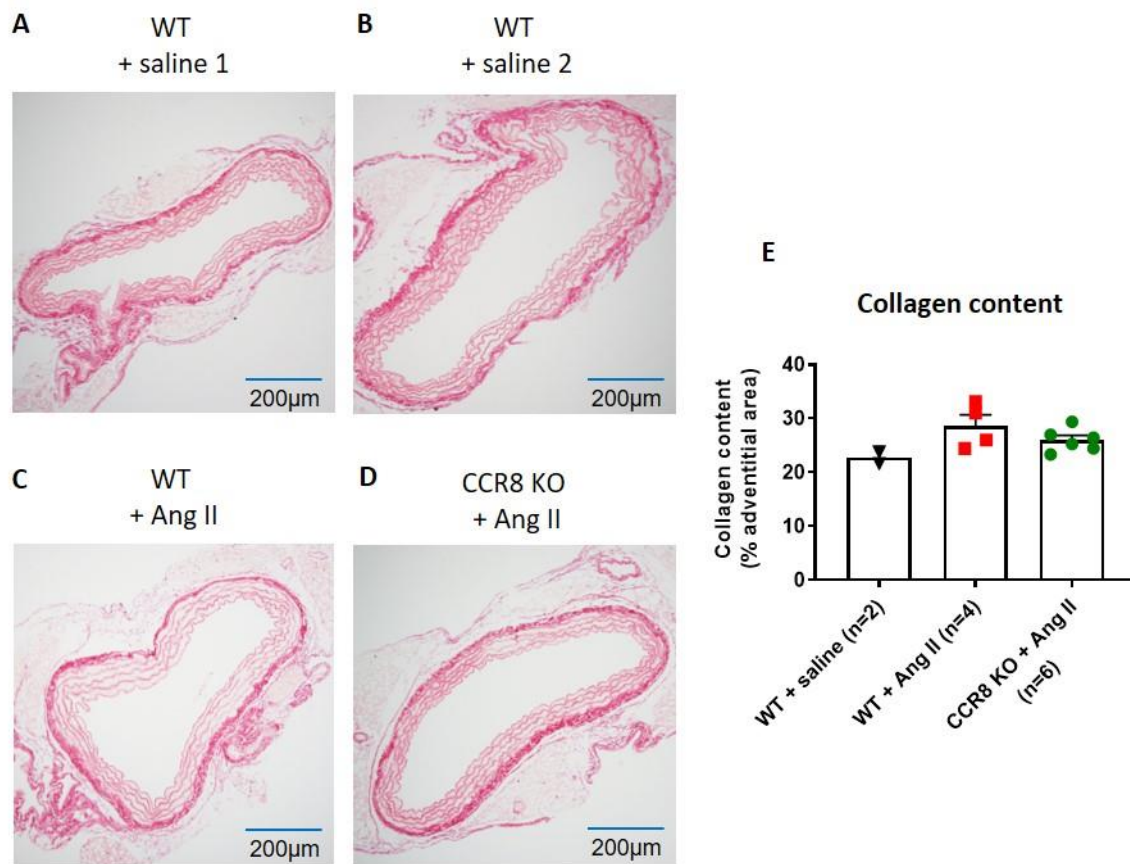 A
WT
+ saline 1
B
WT
+ saline 2
200µm
200µm
C
WT
+ Ang II
D
CCR8 KO
+ Ang II
200µm
200µm
E
Collagen content
Collagen content
(% adventitial area)
40
30
20
10
0
WT + saline (n=2)
WT + Ang II (n=4)
CCR8 KO + Ang II
(n=6)